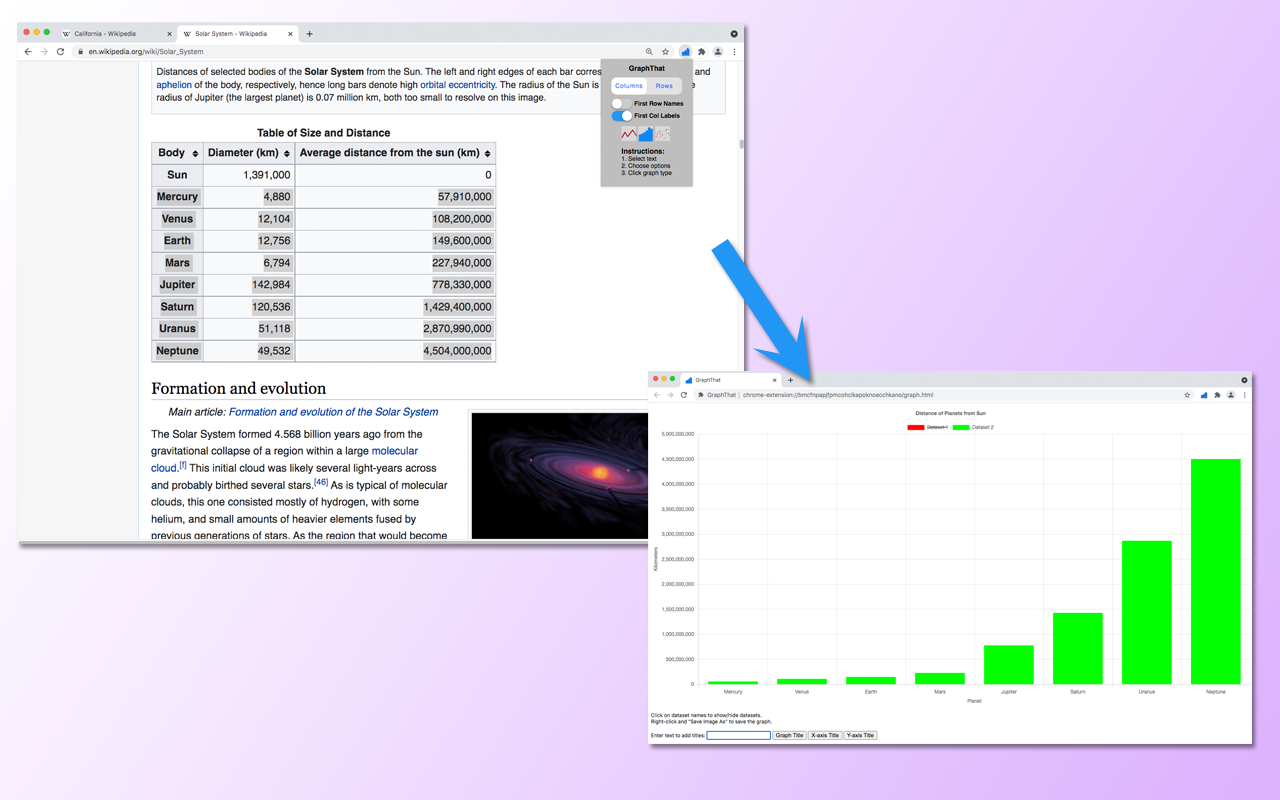 California - Wikipedia
Solar System - Wikipedia
en.wikipedia.org/wiki/Solar_System
Distances of selected bodies of the Solar System from the Sun. The left and right edges of each bar corres
and
aphelion of the body, respectively, hence long bars denote high orbital eccentricity. The radius of the Sun is
e
radius of Jupiter (the largest planet) is 0.07 million km, both too small to resolve on this image.
GraphThat
Columns Rows
First Row Names
First Col Labels
Instructions:
1. Select text
2. Choose options
3. Click graph type
Table of Size and Distance
Body Diameter (km) Average distance from the sun (km)
Sun 1,391,000 0
Mercury 4,880 57,910,000
Venus 12,104 108,200,000
Earth 12,756 149,600,000
Mars 6,794 227,940,000
Jupiter 142,984 778,330,000
Saturn 120,536 1,429,400,000
Uranus 51,118 2,870,990,000
Neptune 49,532 4,504,000,000
Formation and evolution
Main article: Formation and evolution of the Solar System
The Solar System formed 4.568 billion years ago from the
gravitational collapse of a region within a large molecular
cloud.[f] This initial cloud was likely several light-years across
and probably birthed several stars.[46] As is typical of molecular
clouds, this one consisted mostly of hydrogen, with some
helium, and small amounts of heavier elements fused by
previous generations of stars. As the region that would become
GraphThat
GraphThat | chrome-extension://bmcfnpapjfpmcohcikapoknoecchkano/graph.html
Distance of Planets from Sun
Dataset 1 Dataset 2
5,000,000,000
4,500,000,000
4,000,000,000
3,500,000,000
3,000,000,000
2,500,000,000
2,000,000,000
1,500,000,000
1,000,000,000
500,000,000
0
Kilometers
Mercury Venus Earth Mars Jupiter Saturn Uranus Neptune
Planet
Click on dataset names to show/hide datasets.
Right-click and "Save Image As" to save the graph.
Enter text to add titles: Graph Title X-axis Title Y-axis Title